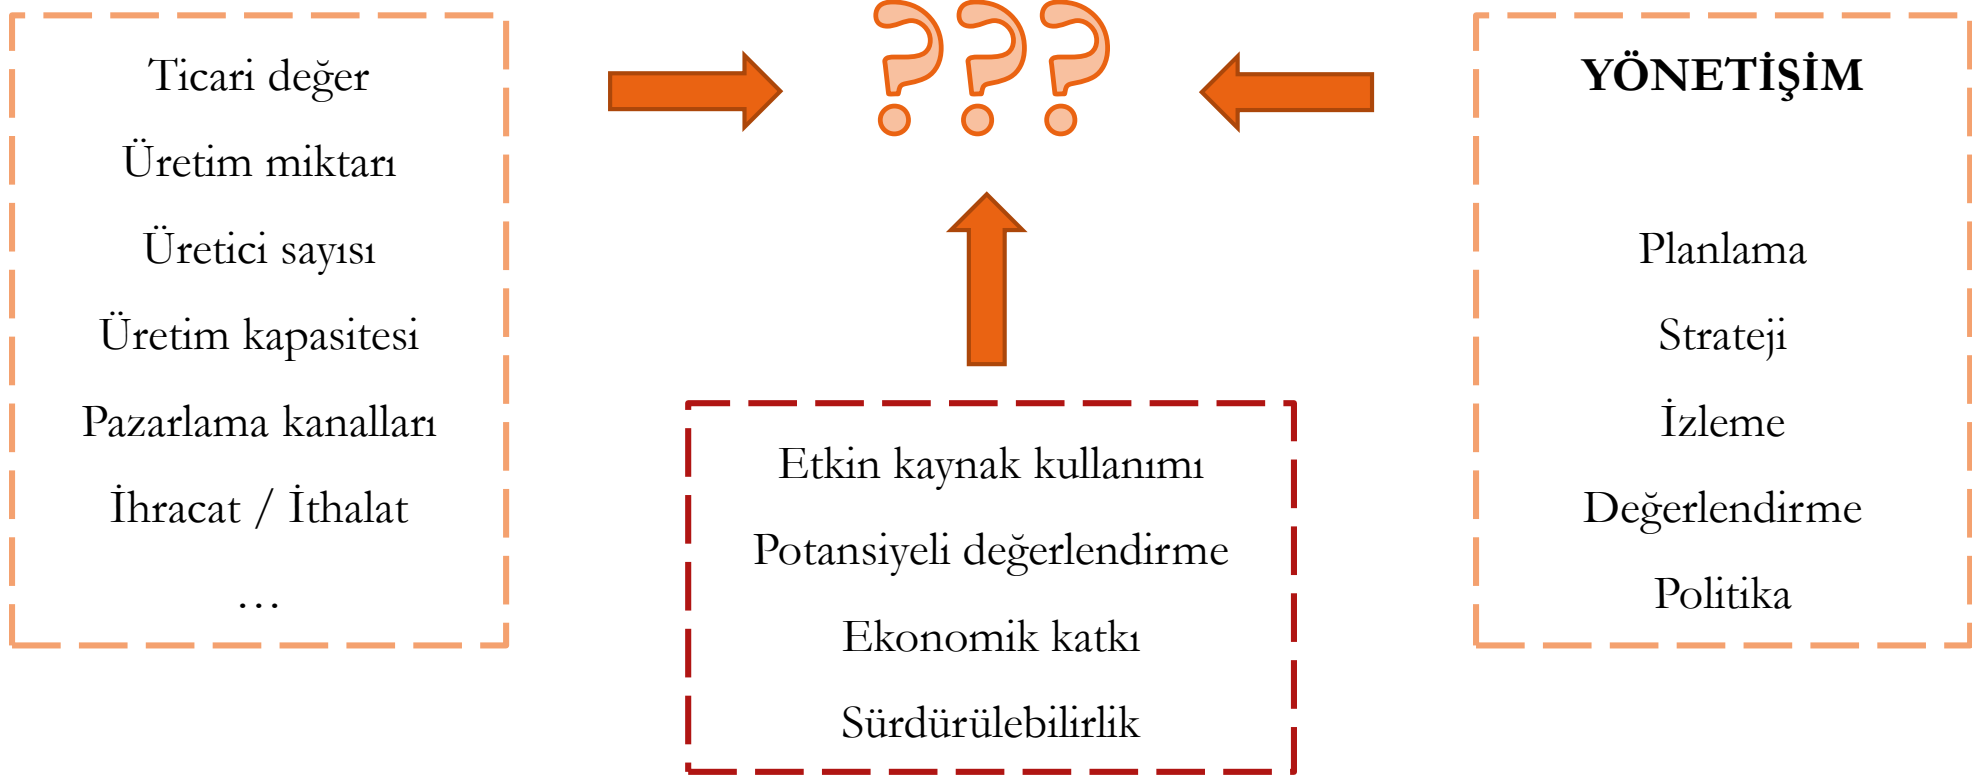 Ticari değer
Üretim miktarı
Üretici sayısı
Üretim kapasitesi
Pazarlama kanalları
İhracat / İthalat
…
???
Etkin kaynak kullanımı
Potansiyeli değerlendirme
Ekonomik katkı
Sürdürülebilirlik
YÖNETİŞİM
Planlama
Strateji
İzleme
Değerlendirme
Politika